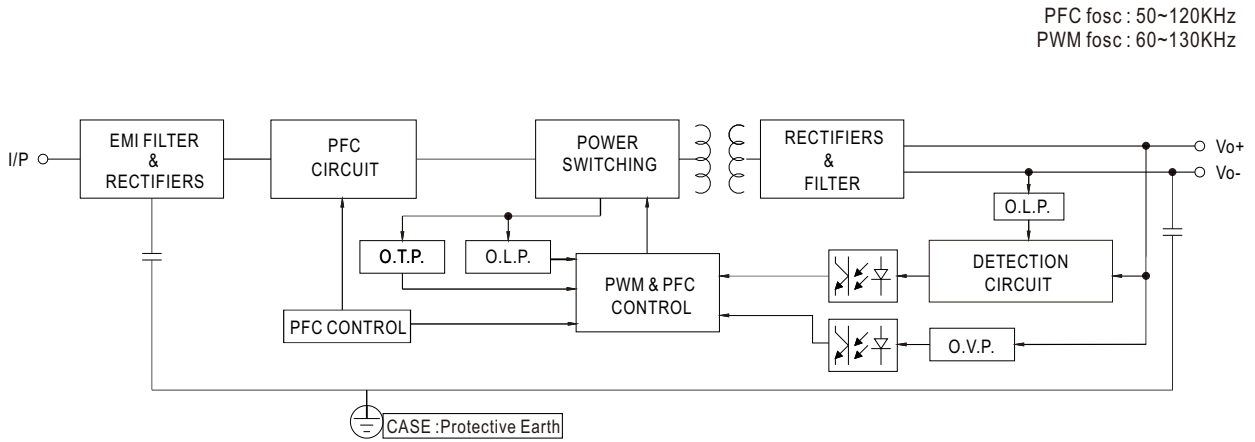 PFC fosc : 50~120KHz
PWM fosc : 60~130KHz
I/P
EMI FILTER
&
RECTIFIERS
PFC
CIRCUIT
POWER
SWITCHING
RECTIFIERS
&
FILTER
Vo+
Vo-
O.L.P.
O.T.P.
O.L.P.
PWM & PFC
CONTROL
DETECTION
CIRCUIT
PFC CONTROL
O.V.P.
CASE :Protective Earth